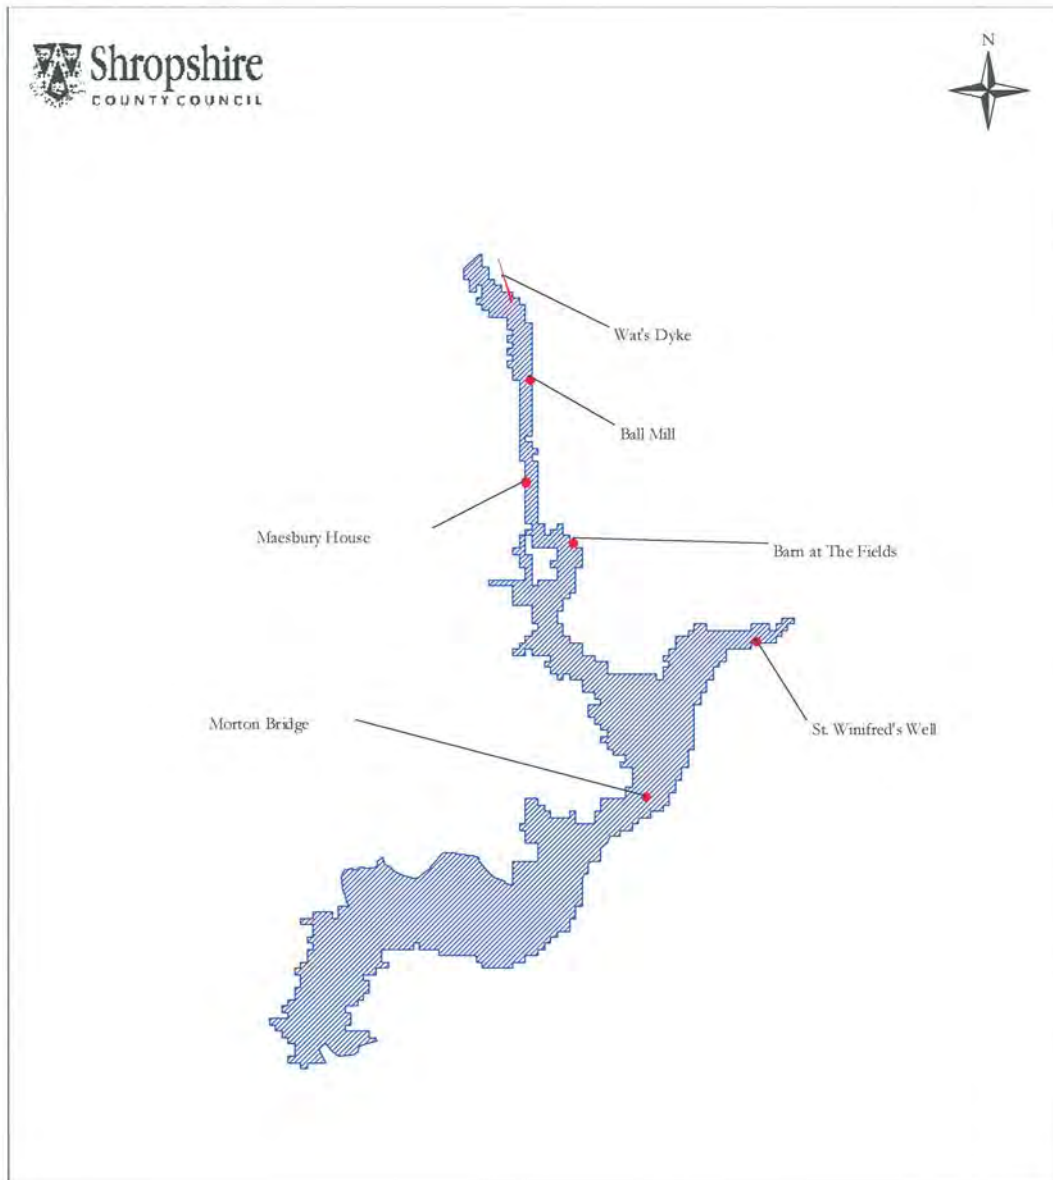 Shropshire
COUNTY COUNCIL
N
Wat's Dyke
Ball Mill
Maesbury House
Barn at The Fields
Morton Bridge
St. Winifred's Well